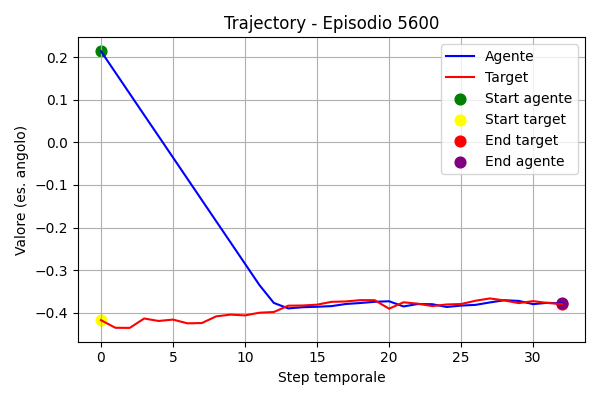 Trajectory - Episodio 5600
Agente
Target
Start agente
Start target
End target
End agente
Valore (es. angolo)
0.2
0.1
0.0
−0.1
−0.2
−0.3
−0.4
0 5 10 15 20 25 30
Step temporale